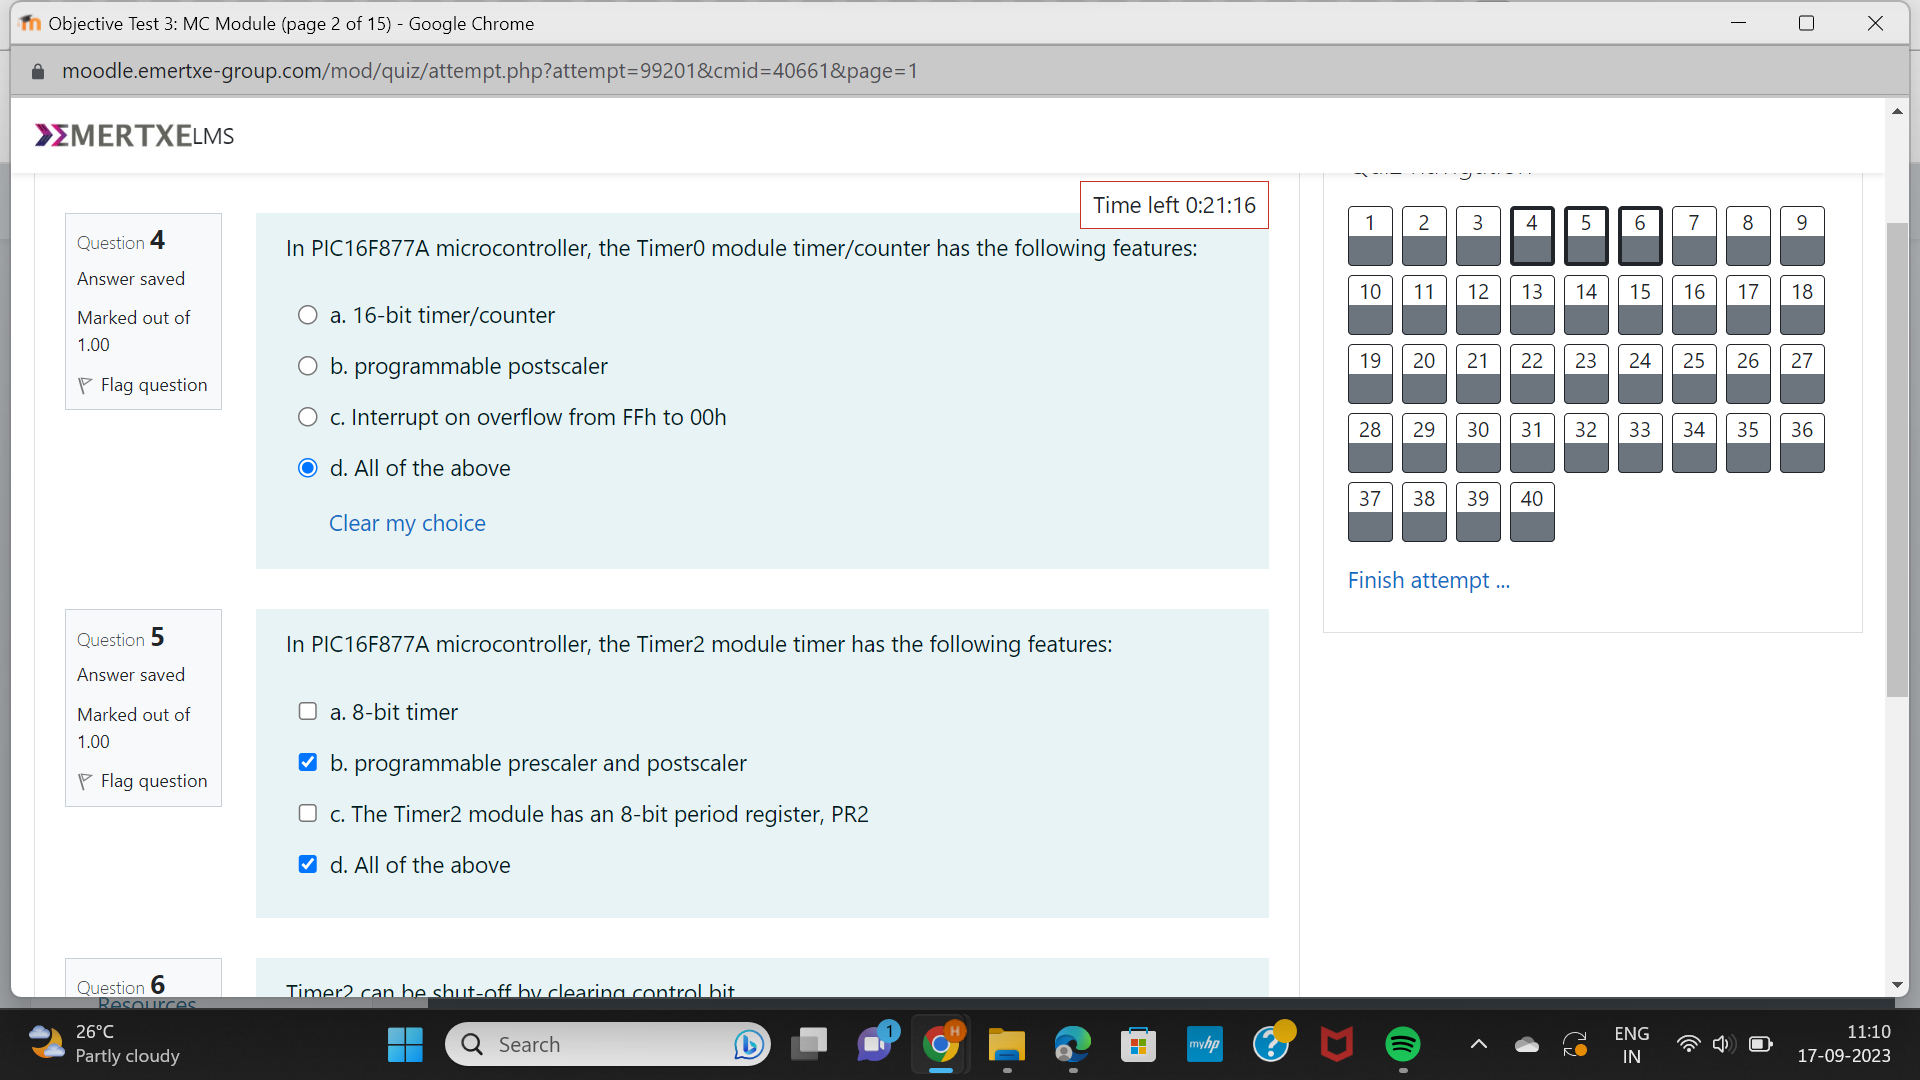 Objective Test 3: MC Module (page 2 of 15) - Google Chrome
moodle.emertxe-group.com/mod/quiz/attempt.php?attempt=99201&cmid=40661&page=1
EMERTXE LMS
Time left 0:21:16
Question 4
Answer saved
Marked out of
1.00
Flag question
In PIC16F877A microcontroller, the Timer0 module timer/counter has the following features:
a. 16-bit timer/counter
b. programmable postscaler
c. Interrupt on overflow from FFh to 00h
d. All of the above
Clear my choice
Question 5
Answer saved
Marked out of
1.00
Flag question
In PIC16F877A microcontroller, the Timer2 module timer has the following features:
a. 8-bit timer
b. programmable prescaler and postscaler
c. The Timer2 module has an 8-bit period register, PR2
d. All of the above
Question 6
Timer2 can be shut-off by clearing control bit
Resources
Quiz navigation
1 2 3 4 5 6 7 8 9
10 11 12 13 14 15 16 17 18
19 20 21 22 23 24 25 26 27
28 29 30 31 32 33 34 35 36
37 38 39 40
Finish attempt ...
26°C
Partly cloudy
Search
1
H
myhp
ENG
IN
11:10
17-09-2023